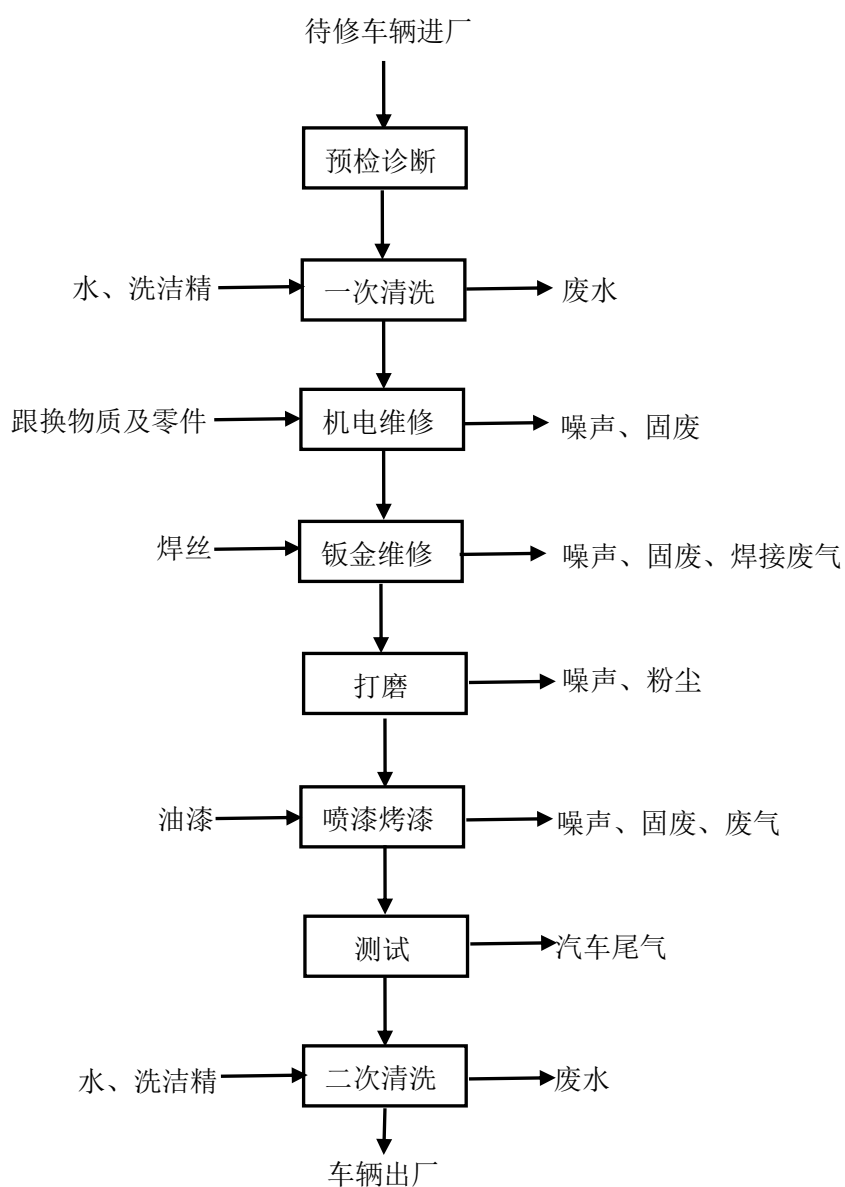 待修车辆进厂
预检诊断
水、洗洁精
一次清洗
废水
跟换物质及零件
机电维修
噪声、固废
焊丝
钣金维修
噪声、固废、焊接废气
打磨
噪声、粉尘
油漆
喷漆烤漆
噪声、固废、废气
测试
汽车尾气
水、洗洁精
二次清洗
废水
车辆出厂